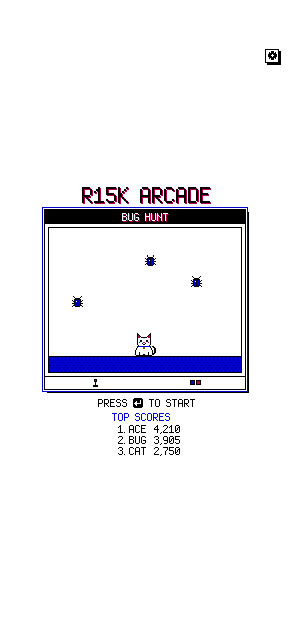 R15K ARCADE
BUG HUNT
PRESS TO START
TOP SCORES
1. ACE 4,210
2. BUG 3,905
3. CAT 2,750